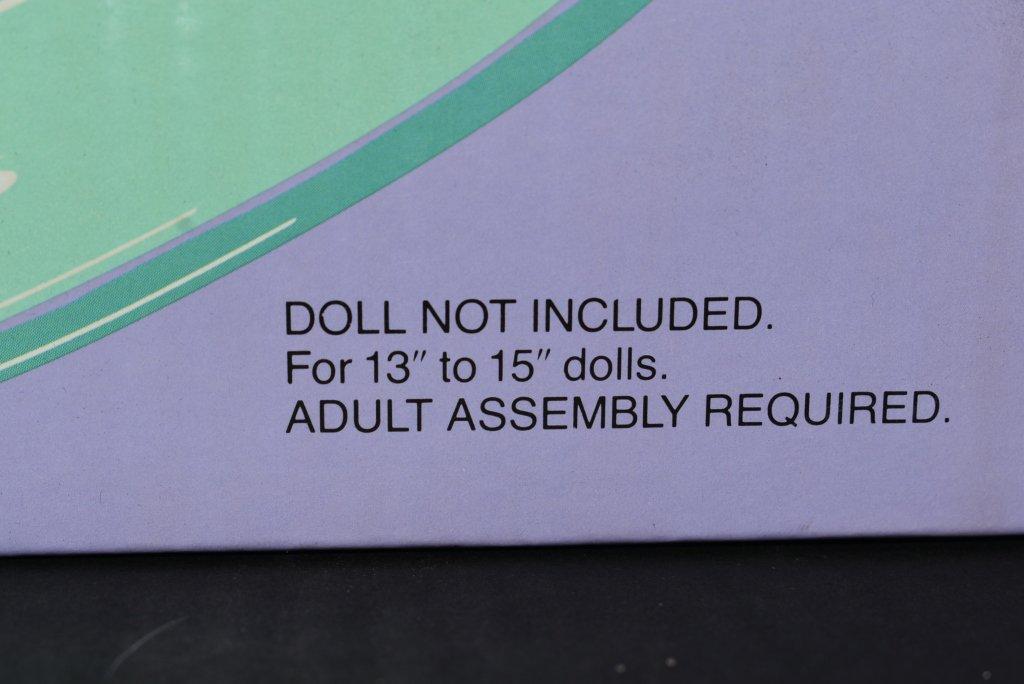 DOLL NOT INCLUDED.
For 13" to 15" dolls.
ADULT ASSEMBLY REQUIRED.